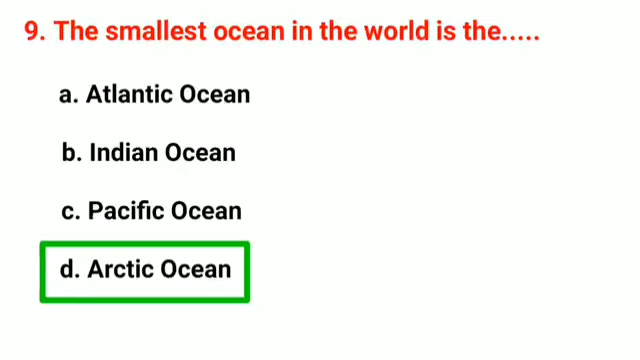 9. The smallest ocean in the world is the.....
a. Atlantic Ocean
b. Indian Ocean
c. Pacific Ocean
d. Arctic Ocean